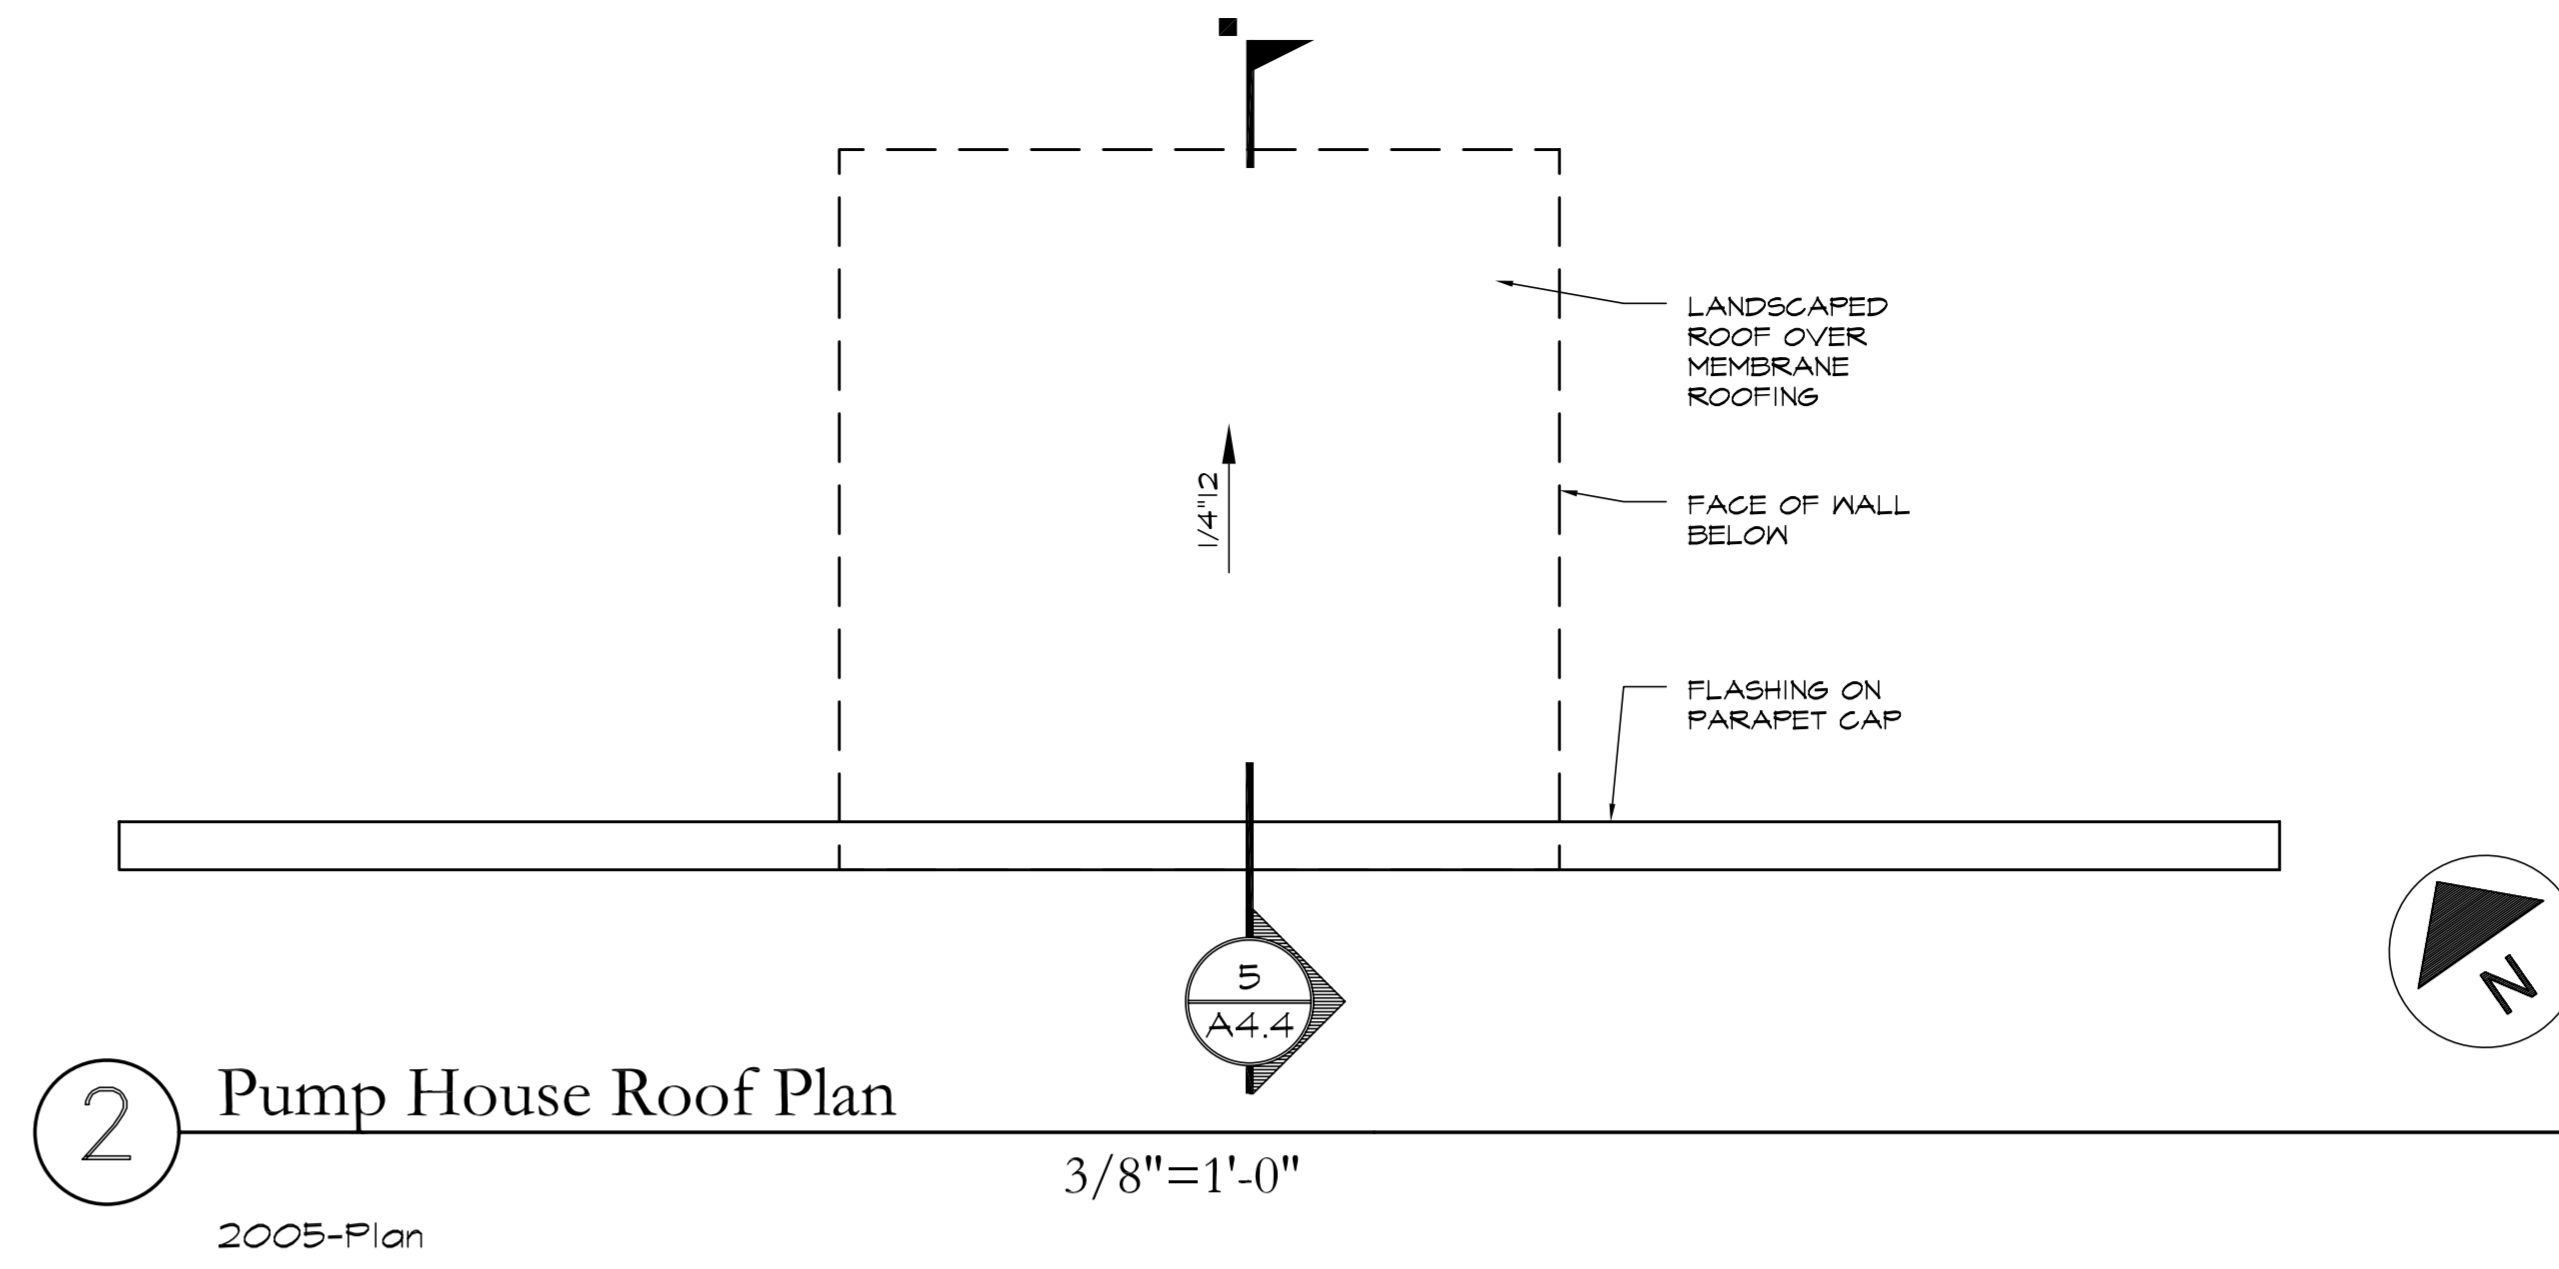 LANDSCAPED
ROOF OVER
MEMBRANE
ROOFING
1/4"12
FACE OF WALL
BELOW
FLASHING ON
PARAPET CAP
5
A4.4
N
2
Pump House Roof Plan
3/8"=1'-0"
2005-Plan